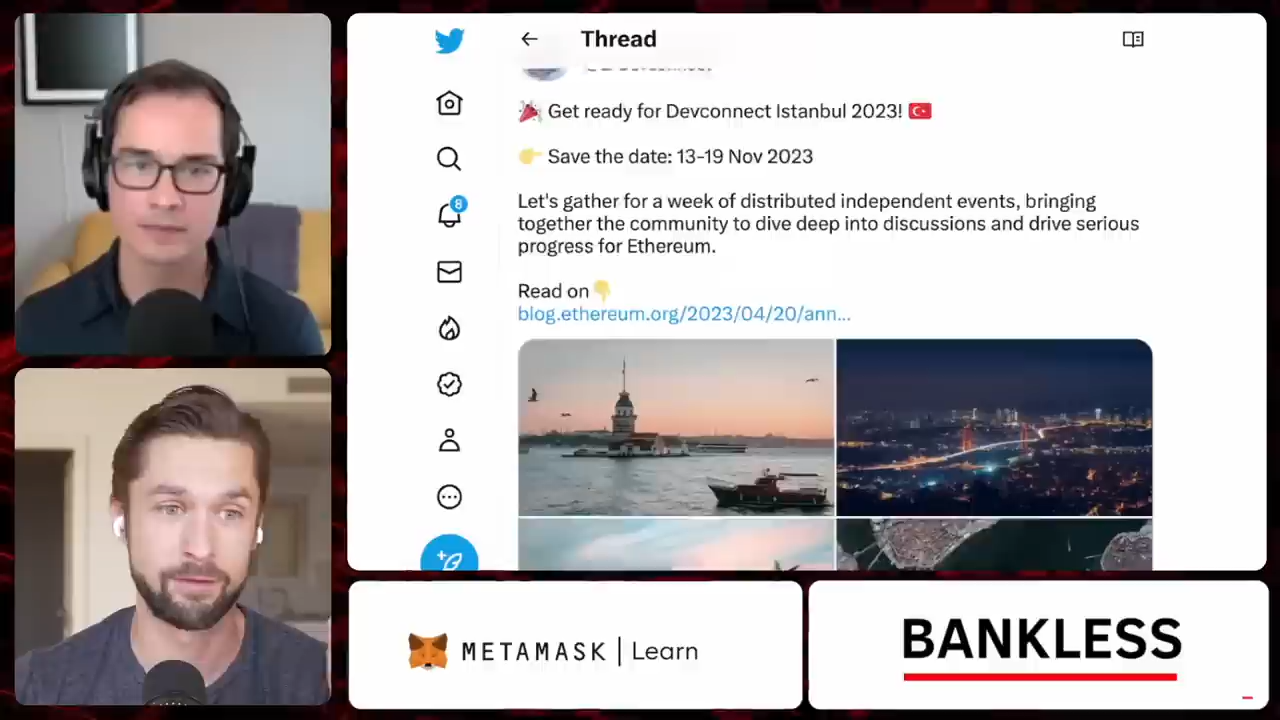 Thread
🎉 Get ready for Devconnect Istanbul 2023! 🇹🇷
👉 Save the date: 13-19 Nov 2023
8
Let's gather for a week of distributed independent events, bringing
together the community to dive deep into discussions and drive serious
progress for Ethereum.
Read on👇
blog.ethereum.org/2023/04/20/ann...
METAMASK | Learn
BANKLESS